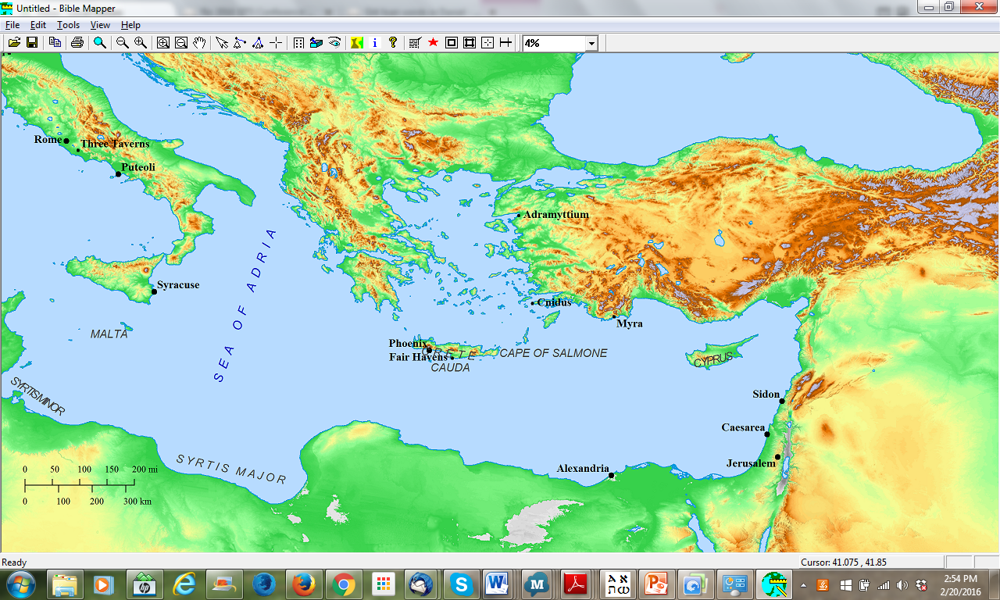 Untitled - Bible Mapper
File Edit Tools View Help
4%
Rome
Three Taverns
Puteoli
Adramyttium
SEA OF ADRIA
Syracuse
Cnidus
Myra
MALTA
Phoenix
CRETE
CAPE OF SALMONE
Fair Havens
CAUDA
CYPRUS
SYRTIS MINOR
Sidon
Caesarea
SYRTIS MAJOR
Jerusalem
Alexandria
0 50 100 150 200 mi
0 100 200 300 km
Ready
Cursor: 41.075 , 41.85
2:54 PM
2/20/2016